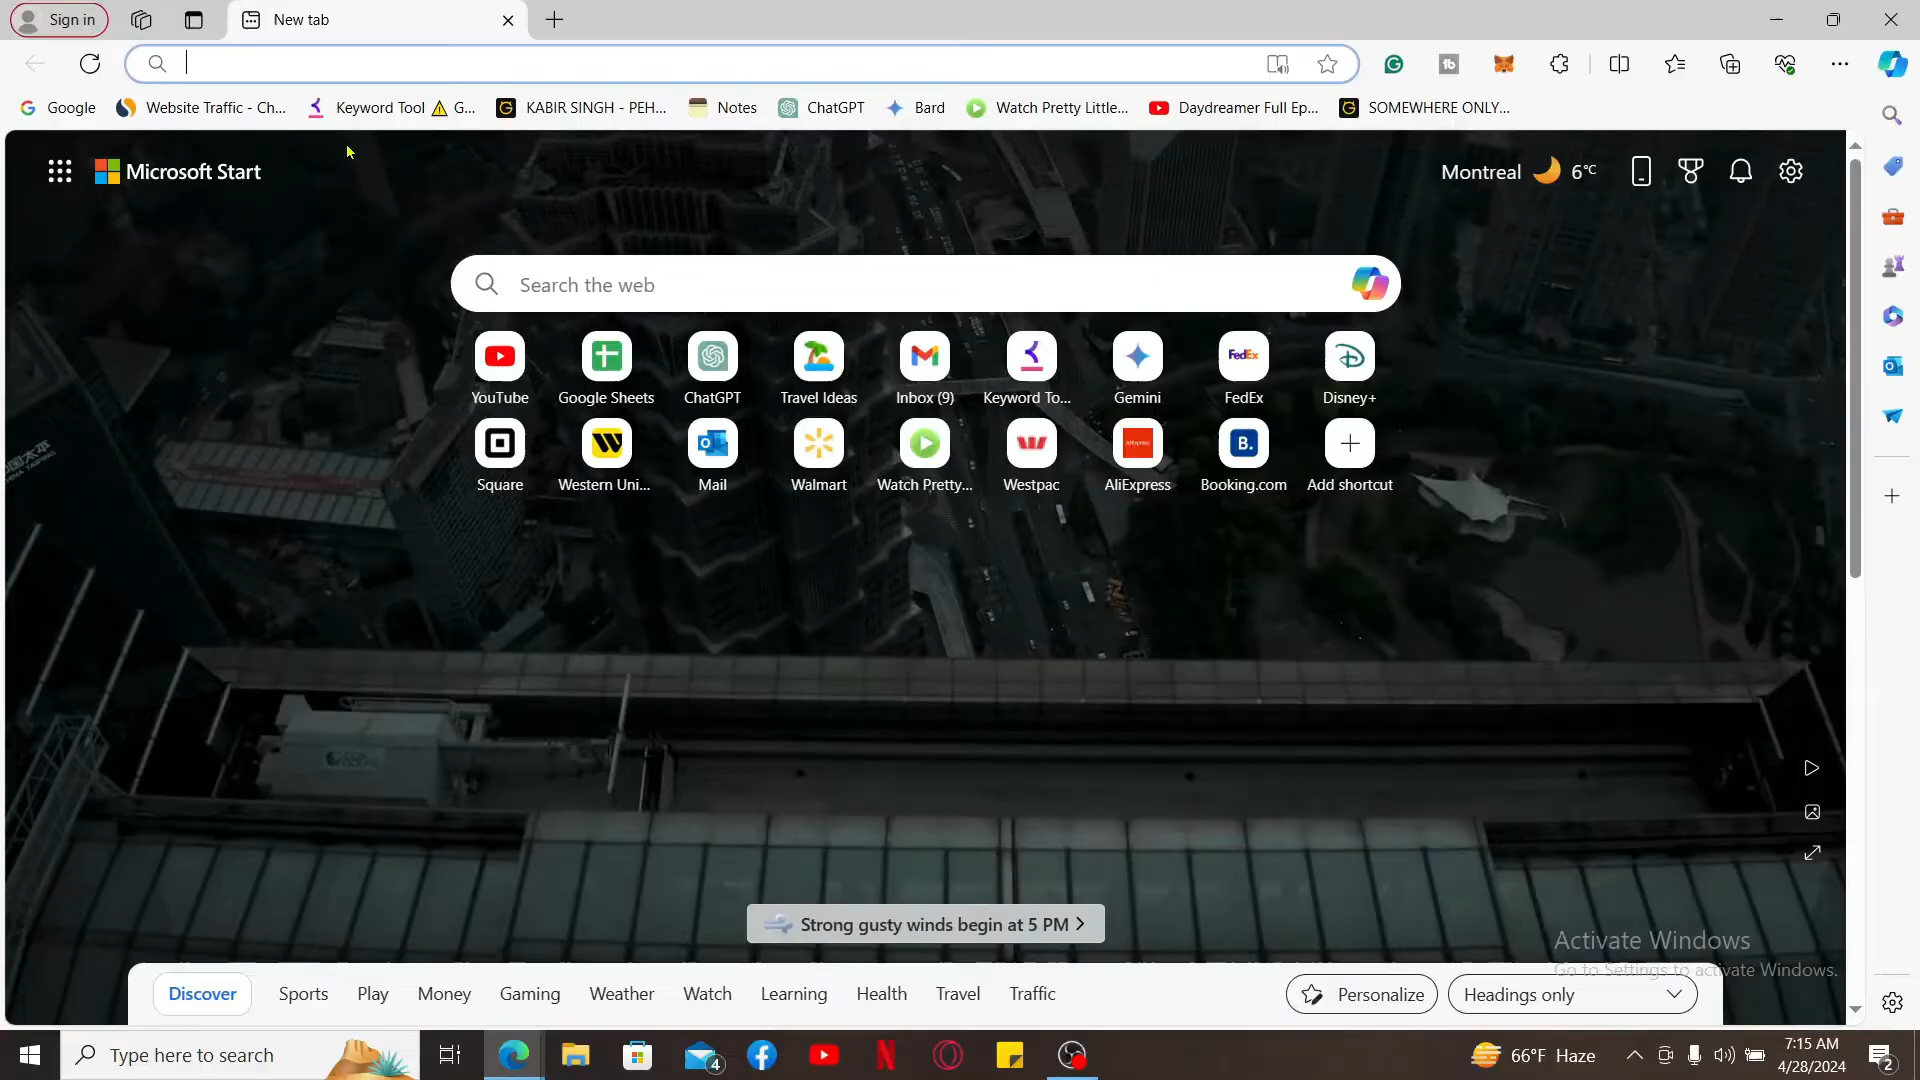 Sign in
New tab
Google
Website Traffic - Ch...
Keyword Tool ⚠ G...
KABIR SINGH - PEH...
Notes
ChatGPT
Bard
Watch Pretty Little...
Daydreamer Full Ep...
SOMEWHERE ONLY...
Microsoft Start
Montreal 6°C
Search the web
YouTube
Google Sheets
ChatGPT
Travel Ideas
Inbox (9)
Keyword To...
Gemini
FedEx
FedEx
Disney+
Square
Western Uni...
Mail
Walmart
Watch Pretty...
Westpac
AliExpress
B.
Booking.com
Add shortcut
Strong gusty winds begin at 5 PM
Activate Windows
Go to Settings to activate Windows.
Discover
Sports
Play
Money
Gaming
Weather
Watch
Learning
Health
Travel
Traffic
Personalize
Headings only
Type here to search
4
66°F Haze
7:15 AM
4/28/2024
2